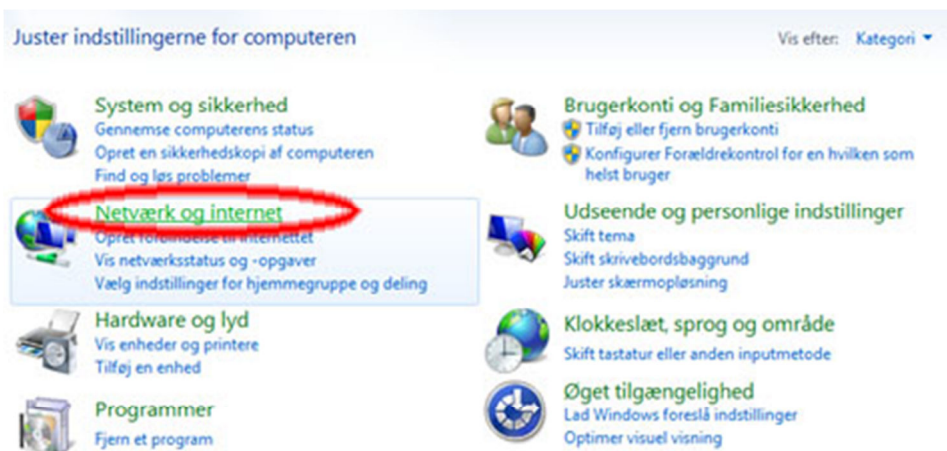 Juster indstillingerne for computeren
Vis efter: Kategori
System og sikkerhed
Gennemse computerens status
Opret en sikkerhedskopi af computeren
Find og løs problemer
Netværk og internet
Opret forbindelse til internettet
Vis netværksstatus og -opgaver
Vælg indstillinger for hjemmegruppe og deling
Hardware og lyd
Vis enheder og printere
Tilføj en enhed
Programmer
Fjern et program
Brugerkonti og Familiesikkerhed
Tilføj eller fjern brugerkonti
Konfigurer Forældrekontrol for en hvilken som
helst bruger
Udseende og personlige indstillinger
Skift tema
Skift skrivebordsbaggrund
Juster skærmopløsning
Klokkeslæt, sprog og område
Skift tastatur eller anden inputmetode
Øget tilgængelighed
Lad Windows foreslå indstillinger
Optimer visuel visning